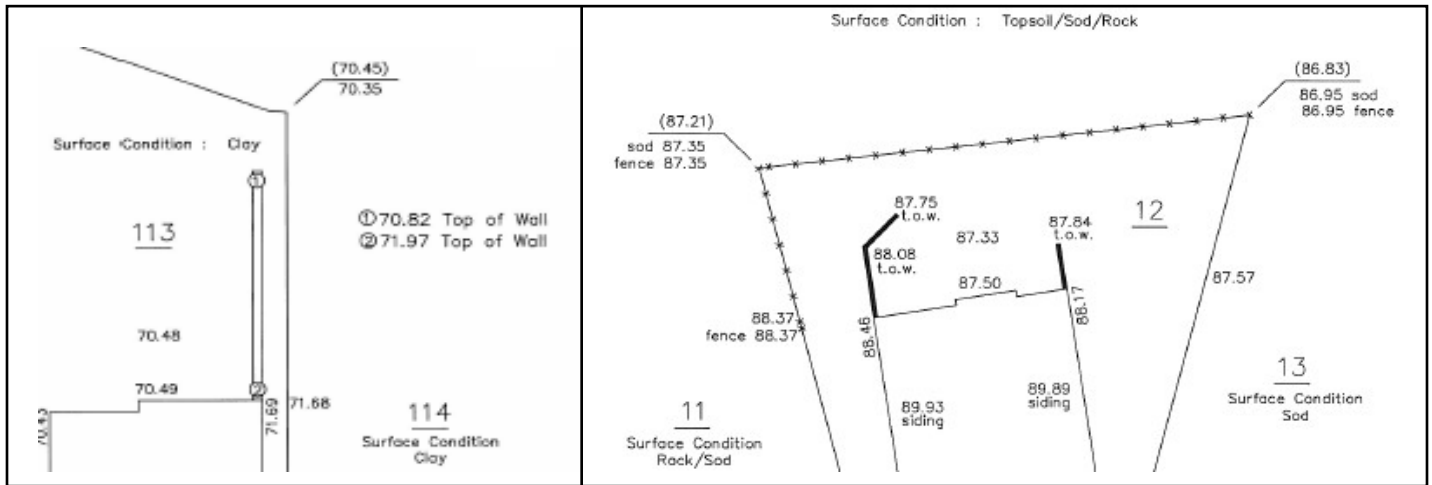 (70.45)
70.35
Surface Condition : Clay
①
113
①70.82 Top of Wall
②71.97 Top of Wall
70.48
70.49
②
70.43
71.69
71.68
114
Surface Condition
Clay
Surface Condition : Topsoil/Sod/Rock
(86.83)
86.95 sod
86.95 fence
(87.21)
sod 87.35
fence 87.35
87.75
t.o.w.
12
87.84
t.o.w.
87.33
88.08
t.o.w.
87.50
87.57
88.37
fence 88.37
88.46
88.17
89.93
siding
89.89
siding
11
Surface Condition
Rock/Sod
13
Surface Condition
Sod